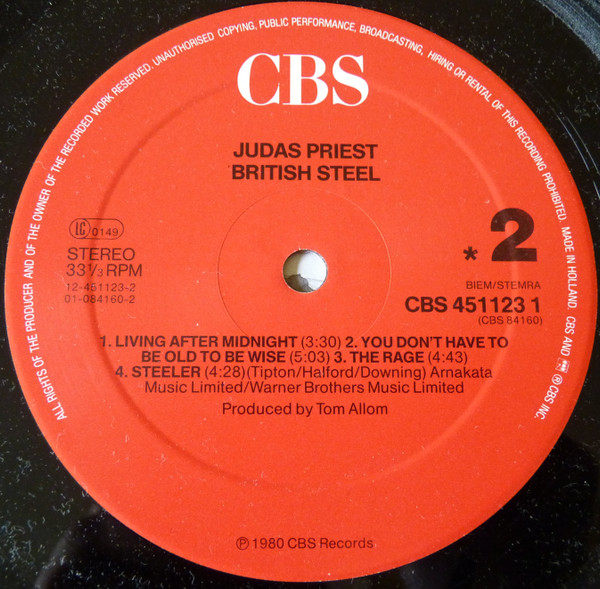 ALL RIGHTS OF THE PRODUCER AND OF THE OWNER OF THE RECORDED WORK RESERVED. UNAUTHORISED COPYING, PUBLIC PERFORMANCE, BROADCASTING, HIRING OR RENTAL OF THIS RECORDING PROHIBITED. MADE IN HOLLAND. CBS AND ℗ CBS INC.
CBS
JUDAS PRIEST
BRITISH STEEL
LC 0149
STEREO
33⅓ RPM
12-451123-2
01-084160-2
* 2
BIEM/STEMRA
CBS 451123 1
(CBS 84160)
1. LIVING AFTER MIDNIGHT (3:30) 2. YOU DON'T HAVE TO
BE OLD TO BE WISE (5:03) 3. THE RAGE (4:43)
4. STEELER (4:28)(Tipton/Halford/Downing) Arnakata
Music Limited/Warner Brothers Music Limited
Produced by Tom Allom
℗ 1980 CBS Records